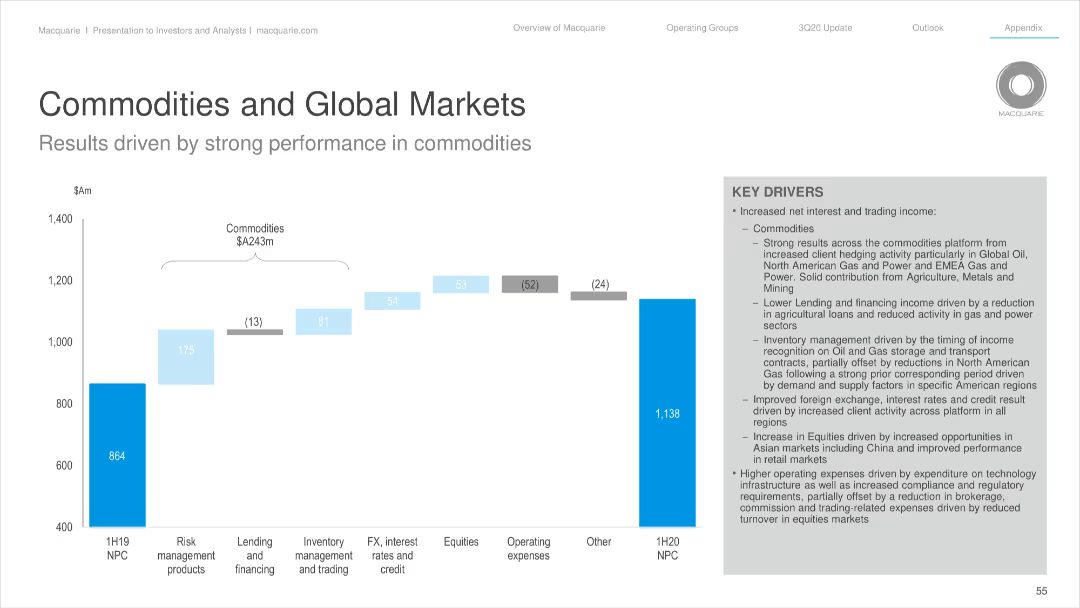 Macquarie I Presentation to Investors and Analysts I macquarie.com
Overview of Macquarie
Operating Groups
3Q20 Update
Outlook
Appendix
MACQUARIE
Commodities and Global Markets
Results driven by strong performance in commodities
$Am
1,400
1,200
1,000
800
600
400
Commodities
$A243m
864
175
(13)
81
54
53
(52)
(24)
1,138
1H19
NPC
Risk
management
products
Lending
and
financing
Inventory
management
and trading
FX, interest
rates and
credit
Equities
Operating
expenses
Other
1H20
NPC
KEY DRIVERS
• Increased net interest and trading income:
– Commodities
– Strong results across the commodities platform from
increased client hedging activity particularly in Global Oil,
North American Gas and Power and EMEA Gas and
Power. Solid contribution from Agriculture, Metals and
Mining
– Lower Lending and financing income driven by a reduction
in agricultural loans and reduced activity in gas and power
sectors
– Inventory management driven by the timing of income
recognition on Oil and Gas storage and transport
contracts, partially offset by reductions in North American
Gas following a strong prior corresponding period driven
by demand and supply factors in specific American regions
– Improved foreign exchange, interest rates and credit result
driven by increased client activity across platform in all
regions
– Increase in Equities driven by increased opportunities in
Asian markets including China and improved performance
in retail markets
• Higher operating expenses driven by expenditure on technology
infrastructure as well as increased compliance and regulatory
requirements, partially offset by a reduction in brokerage,
commission and trading-related expenses driven by reduced
turnover in equities markets
55